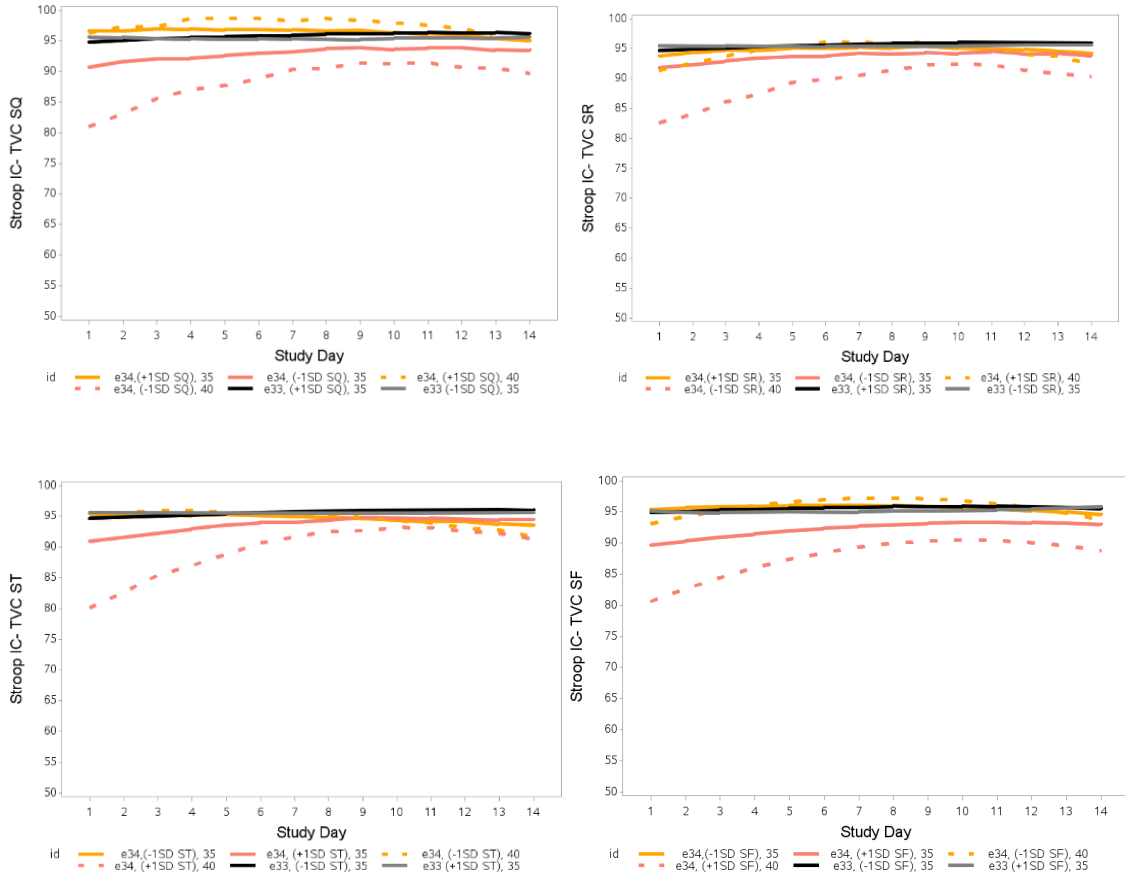 Stroop IC- TVC SQ
100
95
90
85
80
75
70
65
60
55
50
1 2 3 4 5 6 7 8 9 10 11 12 13 14
Study Day
id e34,(+1SD SQ), 35 e34, (-1SD SQ), 35 e34, (+1SD SQ), 40
e34, (-1SD SQ), 40 e33, (+1SD SQ), 35 e33 (-1SD SQ), 35
Stroop IC- TVC SR
100
95
90
85
80
75
70
65
60
55
50
1 2 3 4 5 6 7 8 9 10 11 12 13 14
Study Day
id e34,(+1SD SR), 35 e34, (-1SD SR), 35 e34, (+1SD SR), 40
e34, (-1SD SR), 40 e33, (+1SD SR), 35 e33 (-1SD SR), 35
Stroop IC- TVC ST
100
95
90
85
80
75
70
65
60
55
50
1 2 3 4 5 6 7 8 9 10 11 12 13 14
Study Day
id e34,(-1SD ST), 35 e34, (+1SD ST), 35 e34, (-1SD ST), 40
e34, (+1SD ST), 40 e33, (-1SD ST), 35 e33 (+1SD ST), 35
Stroop IC- TVC SF
100
95
90
85
80
75
70
65
60
55
50
1 2 3 4 5 6 7 8 9 10 11 12 13 14
Study Day
id e34,(-1SD SF), 35 e34, (+1SD SF), 35 e34, (-1SD SF), 40
e34, (+1SD SF), 40 e33, (-1SD SF), 35 e33 (+1SD SF), 35